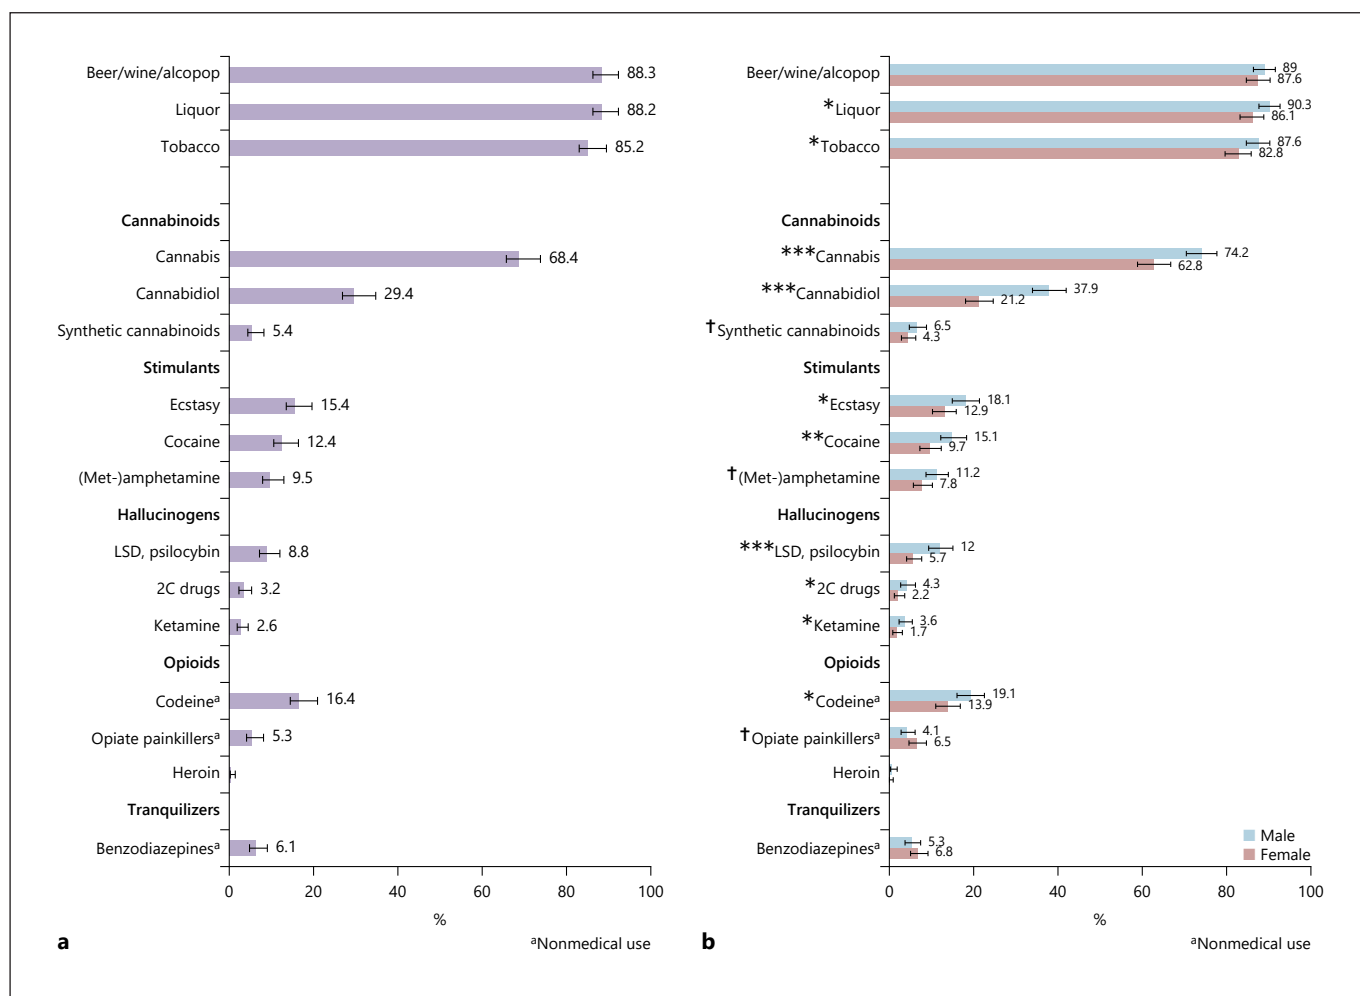 Beer/wine/alcopop 88.3
Liquor 88.2
Tobacco 85.2
Cannabinoids
Cannabis 68.4
Cannabidiol 29.4
Synthetic cannabinoids 5.4
Stimulants
Ecstasy 15.4
Cocaine 12.4
(Met-)amphetamine 9.5
Hallucinogens
LSD, psilocybin 8.8
2C drugs 3.2
Ketamine 2.6
Opioids
Codeineᵃ 16.4
Opiate painkillersᵃ 5.3
Heroin
Tranquilizers
Benzodiazepinesᵃ 6.1
0 20 40 60 80 100
%
a
ᵃNonmedical use
Beer/wine/alcopop 89
87.6
*Liquor 90.3
86.1
*Tobacco 87.6
82.8
Cannabinoids
***Cannabis 74.2
62.8
***Cannabidiol 37.9
21.2
†Synthetic cannabinoids 6.5
4.3
Stimulants
*Ecstasy 18.1
12.9
**Cocaine 15.1
9.7
†(Met-)amphetamine 11.2
7.8
Hallucinogens
***LSD, psilocybin 12
5.7
*2C drugs 4.3
2.2
*Ketamine 3.6
1.7
Opioids
*Codeineᵃ 19.1
13.9
†Opiate painkillersᵃ 4.1
6.5
Heroin
Tranquilizers
Benzodiazepinesᵃ 5.3
6.8
Male
Female
0 20 40 60 80 100
%
b
ᵃNonmedical use